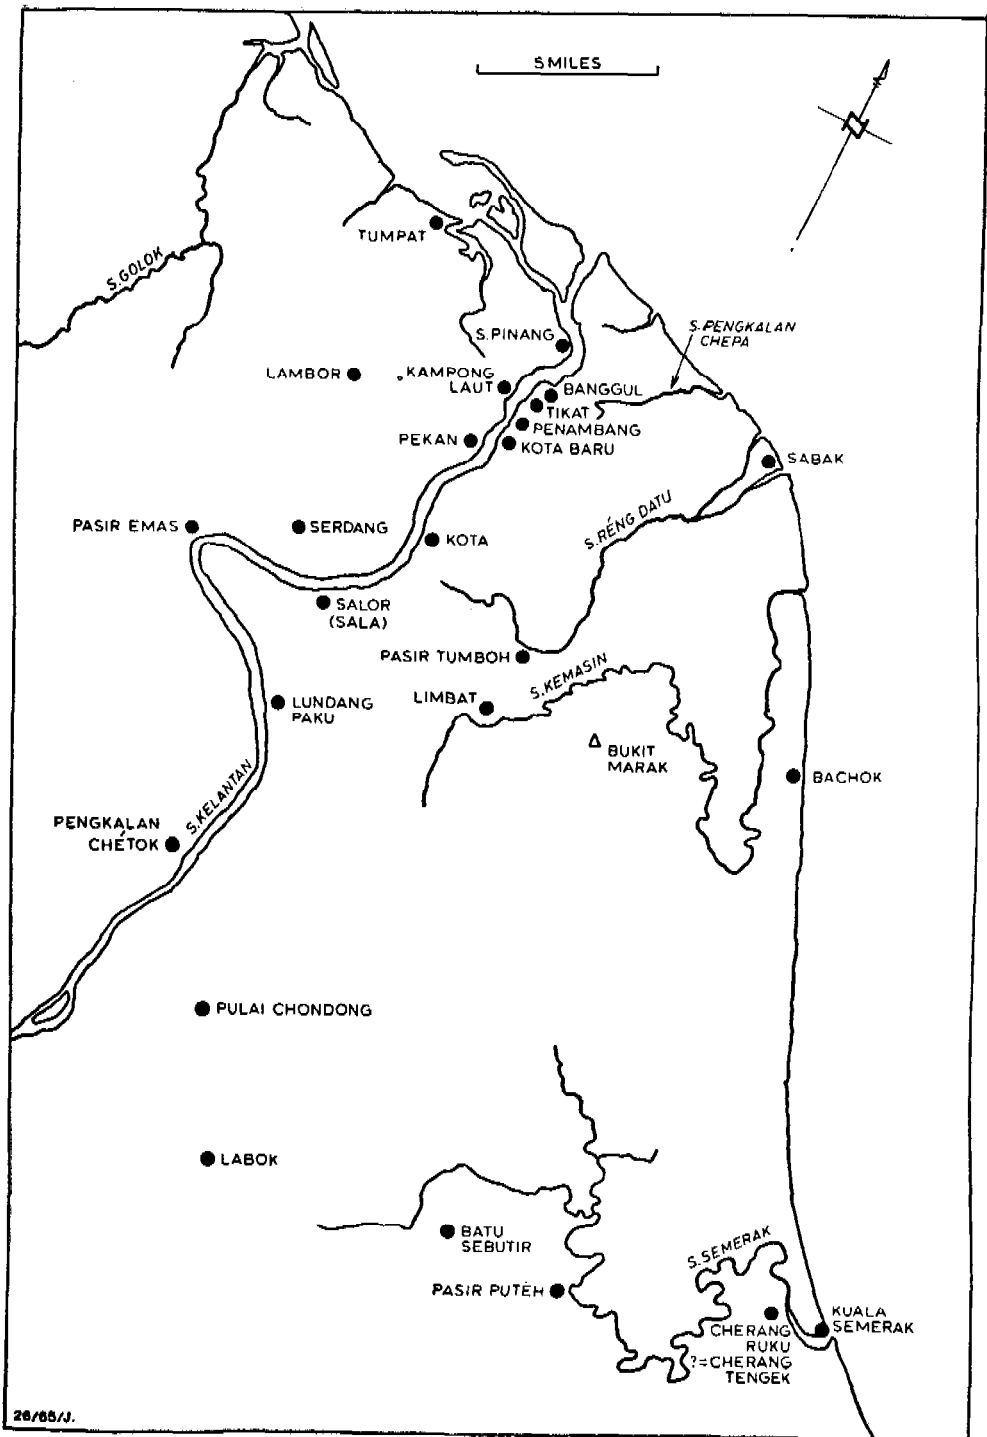 5 MILES
N
TUMPAT
S. GOLOK
S. PINANG
S. PENGKALAN
CHEPA
LAMBOR
KAMPONG
LAUT
BANGGUL
TIKAT
PENAMBANG
PEKAN
KOTA BARU
SABAK
PASIR EMAS
SERDANG
KOTA
S. RÉNG DATU
SALOR
(SALA)
PASIR TUMBOH
S. KEMASIN
LIMBAT
LUNDANG
PAKU
BUKIT
MARAK
BACHOK
S. KELANTAN
PENGKALAN
CHÉTOK
PULAI CHONDONG
LABOK
BATU
SEBUTIR
S. SEMERAK
PASIR PUTÈH
KUALA
SEMERAK
CHERANG
RUKU
?=CHERANG
TENGEK
26/65/J.